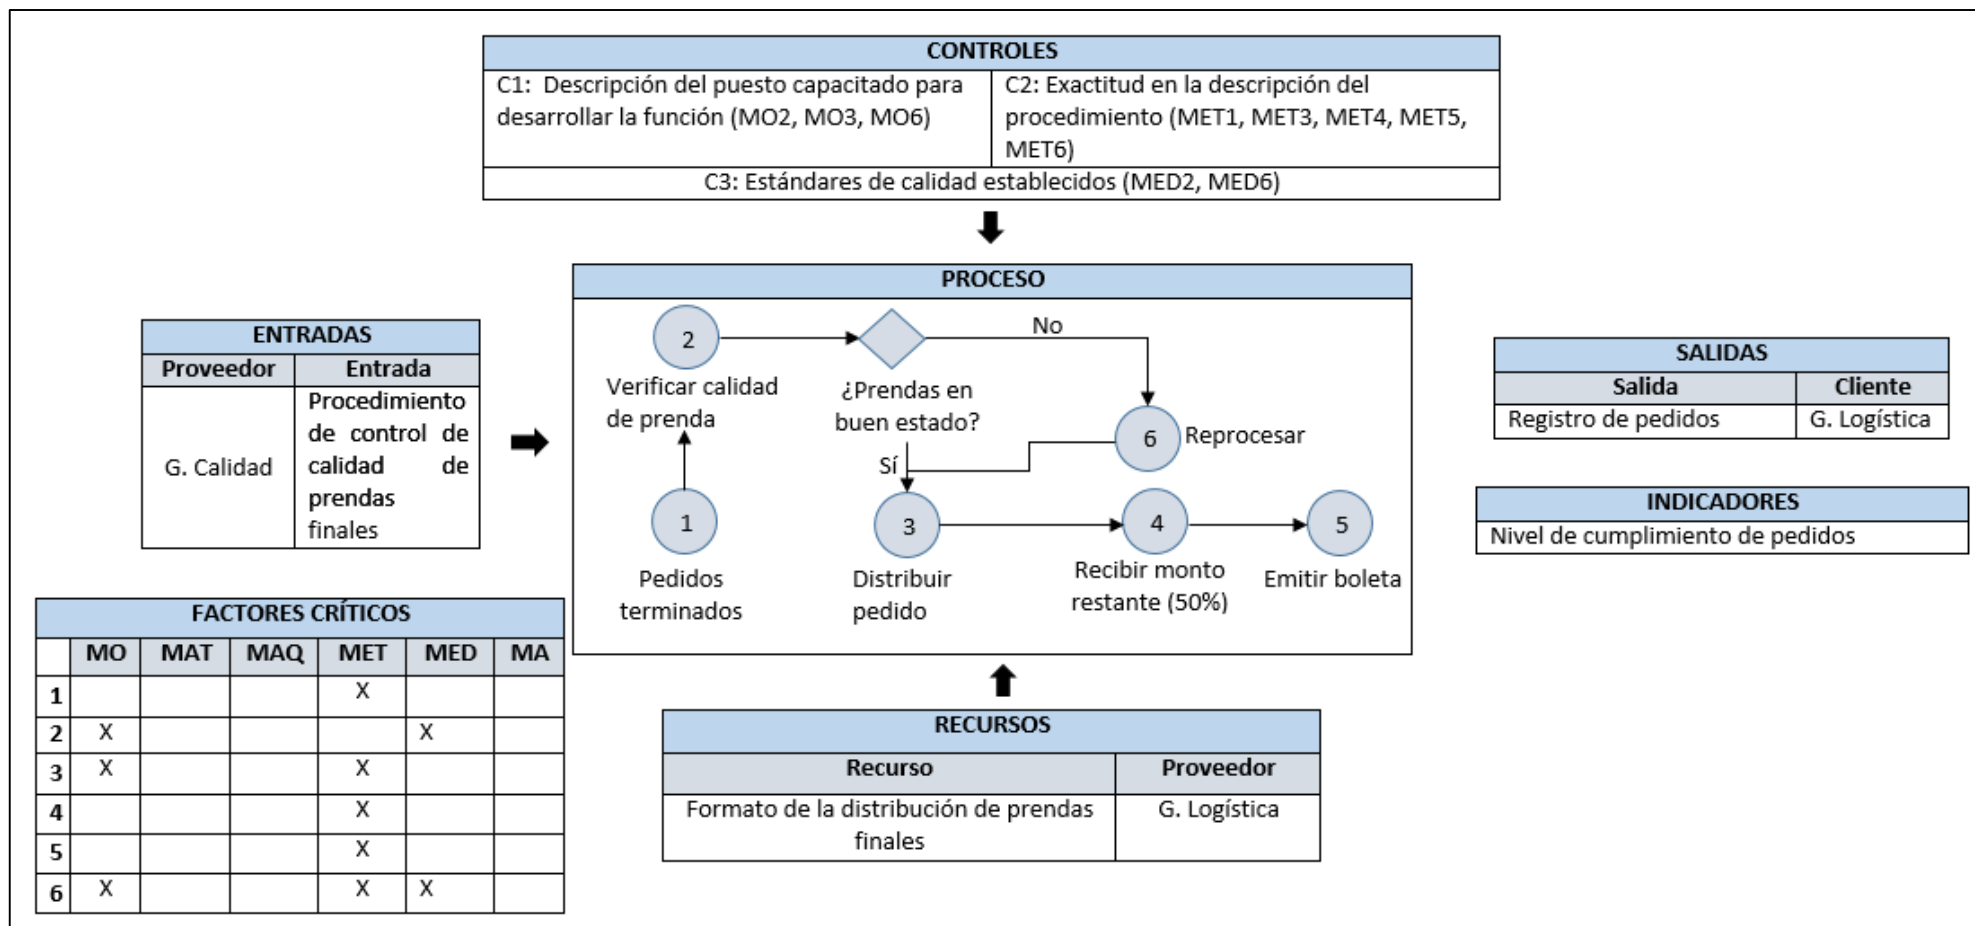 CONTROLES
C1:  Descripción del puesto capacitado para
desarrollar la función (MO2, MO3, MO6)
C2: Exactitud en la descripción del
procedimiento (MET1, MET3, MET4, MET5,
MET6)
C3: Estándares de calidad establecidos (MED2, MED6)
ENTRADAS
Proveedor Entrada
G. Calidad
Procedimiento
de control de
calidad de
prendas
finales
PROCESO
2
Verificar calidad
de prenda
¿Prendas en
buen estado?
No
Sí
6
Reprocesar
1
Pedidos
terminados
3
Distribuir
pedido
4
Recibir monto
restante (50%)
5
Emitir boleta
SALIDAS
Salida Cliente
Registro de pedidos G. Logística
INDICADORES
Nivel de cumplimiento de pedidos
FACTORES CRÍTICOS
MO MAT MAQ MET MED MA
1 X
2 X X
3 X X
4 X
5 X
6 X X X
RECURSOS
Recurso Proveedor
Formato de la distribución de prendas
finales
G. Logística